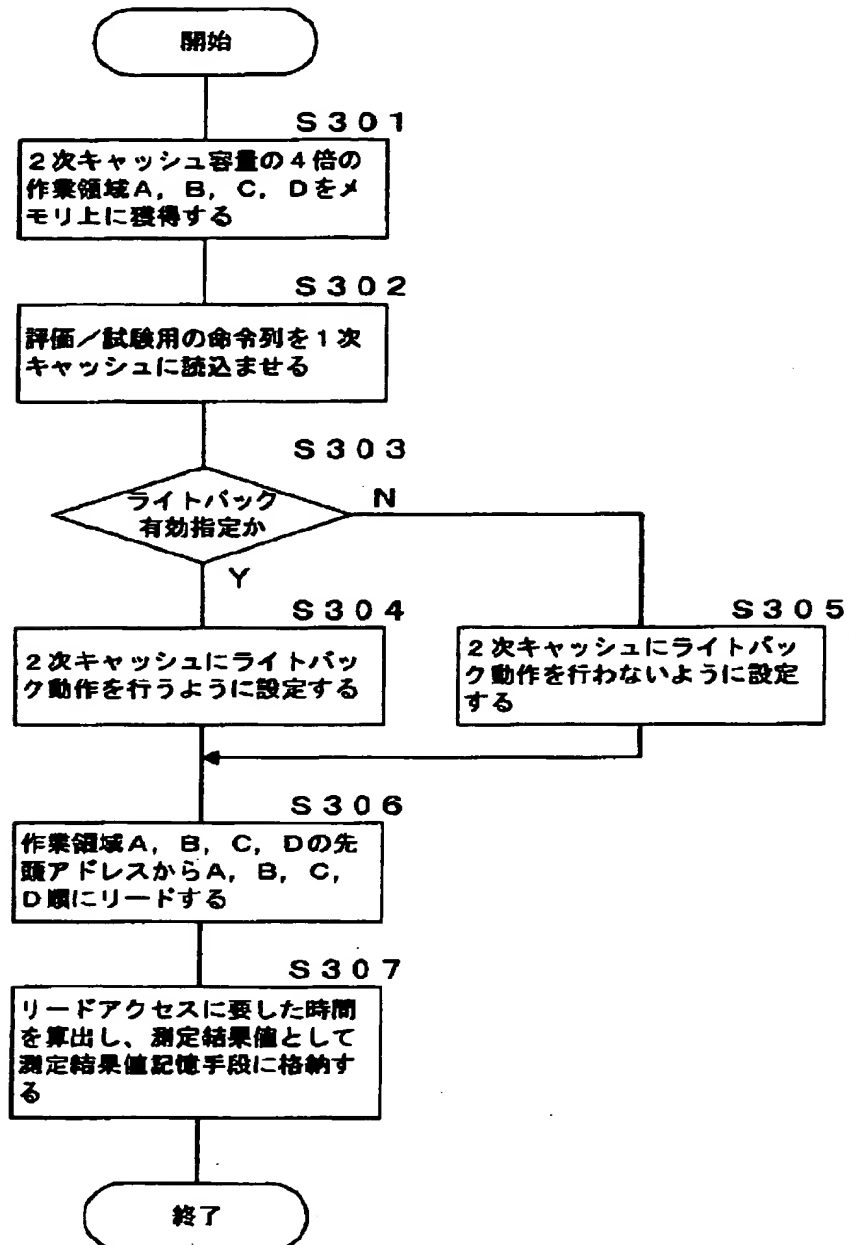 開始
S301
2次キャッシュ容量の4倍の
作業領域A，B，C，Dをメ
モリ上に獲得する
S302
評価／試験用の命令列を1次
キャッシュに読込ませる
S303
ライトバック
有効指定か
N
Y
S304
2次キャッシュにライトバッ
ク動作を行うように設定する
S305
2次キャッシュにライトバッ
ク動作を行わないように設定
する
S306
作業領域A，B，C，Dの先
頭アドレスからA，B，C，
D順にリードする
S307
リードアクセスに要した時間
を算出し、測定結果値として
測定結果値記憶手段に格納す
る
終了